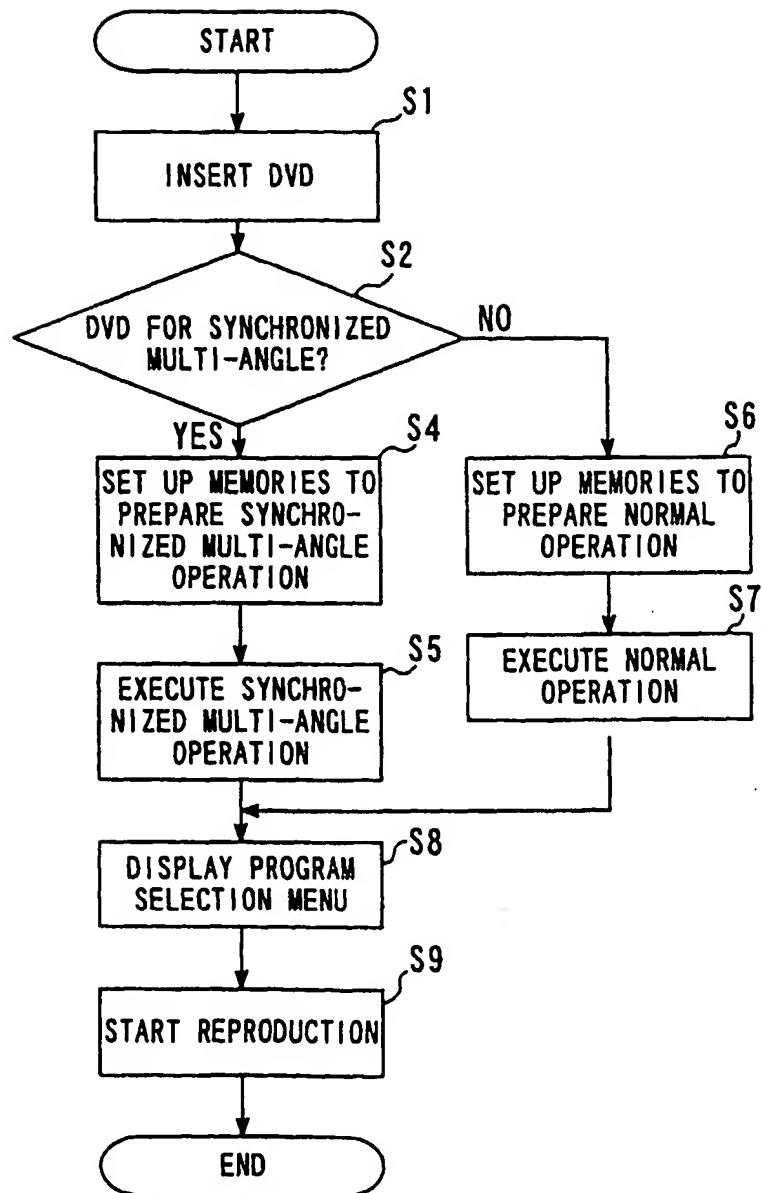 START
S1
INSERT DVD
S2
DVD FOR SYNCHRONIZED
MULTI-ANGLE?
NO
YES
S4
SET UP MEMORIES TO
PREPARE SYNCHRO-
NIZED MULTI-ANGLE
OPERATION
S6
SET UP MEMORIES TO
PREPARE NORMAL
OPERATION
S5
EXECUTE SYNCHRO-
NIZED MULTI-ANGLE
OPERATION
S7
EXECUTE NORMAL
OPERATION
S8
DISPLAY PROGRAM
SELECTION MENU
S9
START REPRODUCTION
END